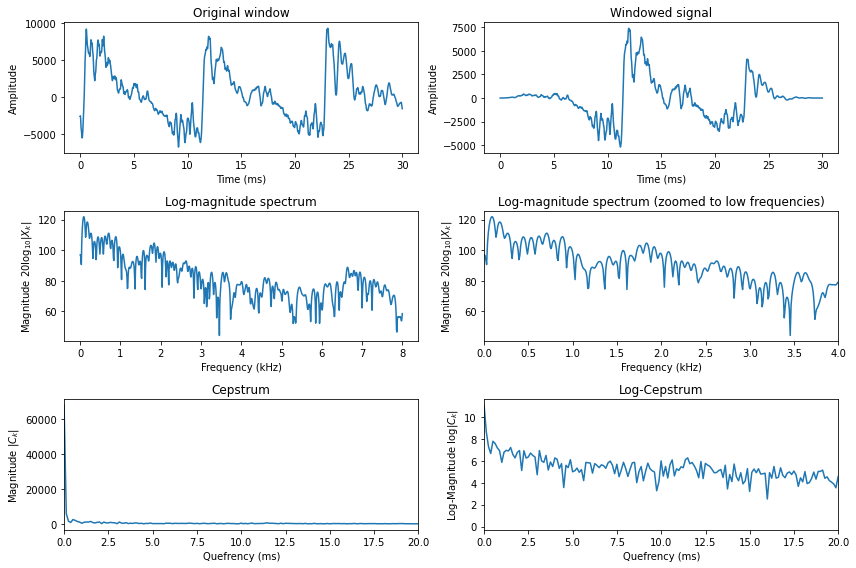 Original window
Amplitude
10000
5000
0
−5000
0 5 10 15 20 25 30
Time (ms)
Windowed signal
Amplitude
7500
5000
2500
0
−2500
−5000
0 5 10 15 20 25 30
Time (ms)
Log-magnitude spectrum
Magnitude 20log₁₀|Xₖ|
120
100
80
60
0 1 2 3 4 5 6 7 8
Frequency (kHz)
Log-magnitude spectrum (zoomed to low frequencies)
Magnitude 20log₁₀|Xₖ|
120
100
80
60
0.0 0.5 1.0 1.5 2.0 2.5 3.0 3.5 4.0
Frequency (kHz)
Cepstrum
Magnitude |Cₖ|
60000
40000
20000
0
0.0 2.5 5.0 7.5 10.0 12.5 15.0 17.5 20.0
Quefrency (ms)
Log-Cepstrum
Log-Magnitude log|Cₖ|
10
8
6
4
2
0
0.0 2.5 5.0 7.5 10.0 12.5 15.0 17.5 20.0
Quefrency (ms)